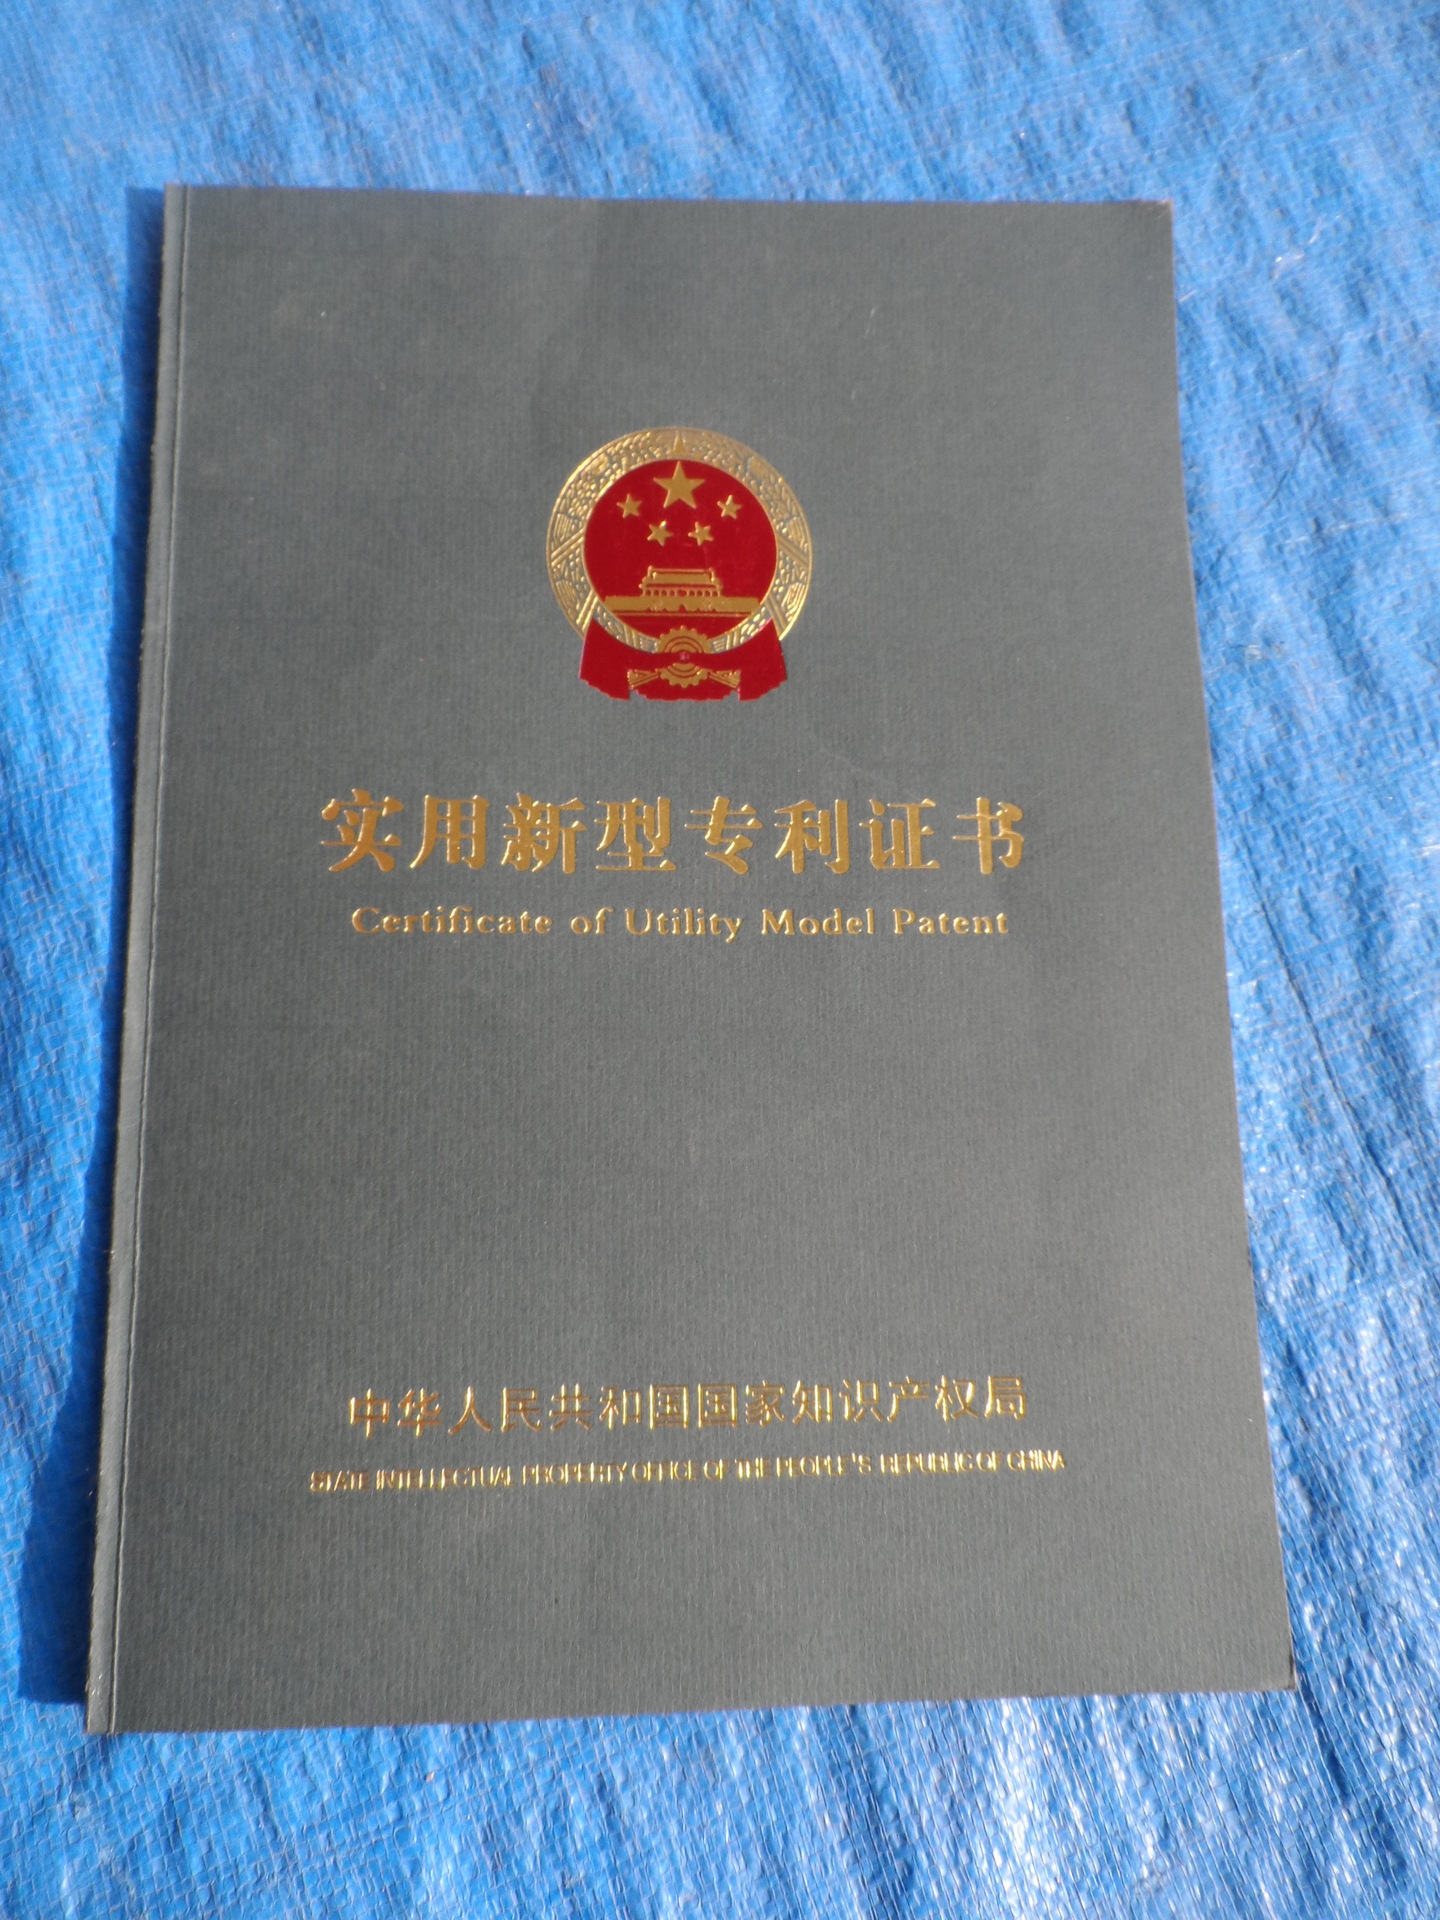 实用新型专利证书
Certificate of Utility Model Patent
中华人民共和国国家知识产权局
STATE INTELLECTUAL PROPERTY OFFICE OF THE PEOPLE'S REPUBLIC OF CHINA